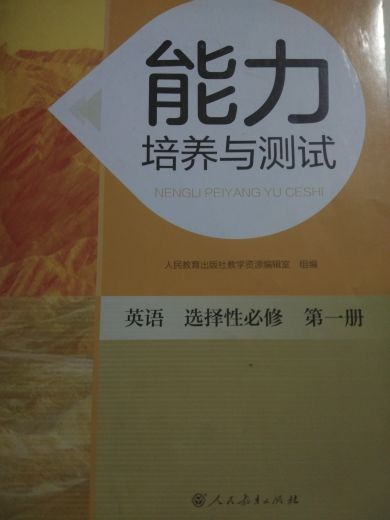 能力
培养与测试
NENGLI PEIYANG YU CESHI
人民教育出版社教学资源编辑室 组编
英语 选择性必修 第一册
人民教育出版社